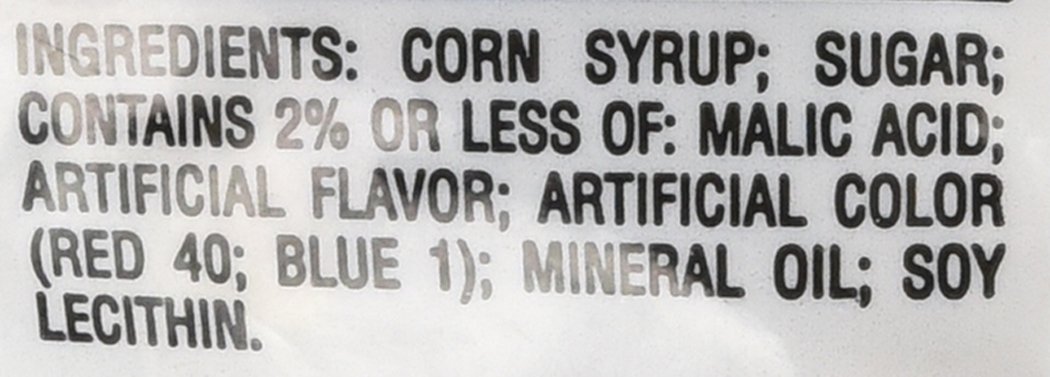 INGREDIENTS: CORN SYRUP; SUGAR;
CONTAINS 2% OR LESS OF: MALIC ACID;
ARTIFICIAL FLAVOR; ARTIFICIAL COLOR
(RED 40; BLUE 1); MINERAL OIL; SOY
LECITHIN.